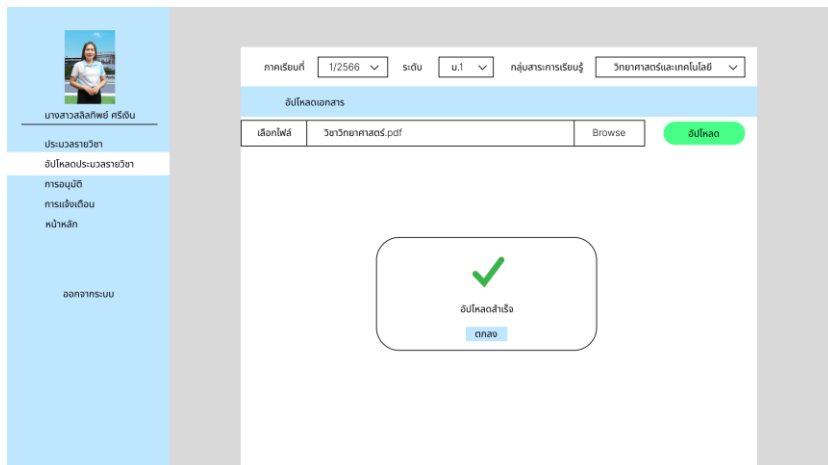 นางสาวสลิลทิพย์ ศรีเงิน
ประมวลรายวิชา
อัปโหลดประมวลรายวิชา
การอนุมัติ
การแจ้งเตือน
หน้าหลัก
ออกจากระบบ
ภาคเรียนที่ 1/2566 ระดับ ม.1 กลุ่มสาระการเรียนรู้ วิทยาศาสตร์และเทคโนโลยี
อัปโหลดเอกสาร
เลือกไฟล์ วิชาวิทยาศาสตร์.pdf Browse อัปโหลด
อัปโหลดสำเร็จ
ตกลง